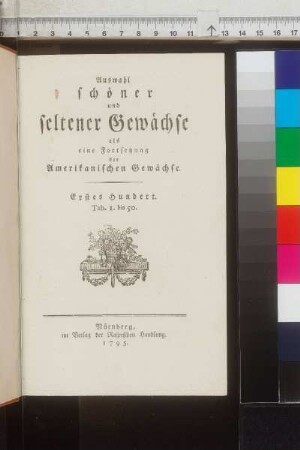 Auswahl
schöner
und
seltener Gewächse
als
eine Fortsetzung
der
Amerikanischen Gewächse
Erstes Hundert.
Tab. 1. bis 50.
Nürnberg,
im Verlag der Raspeschen Handlung.
1795.